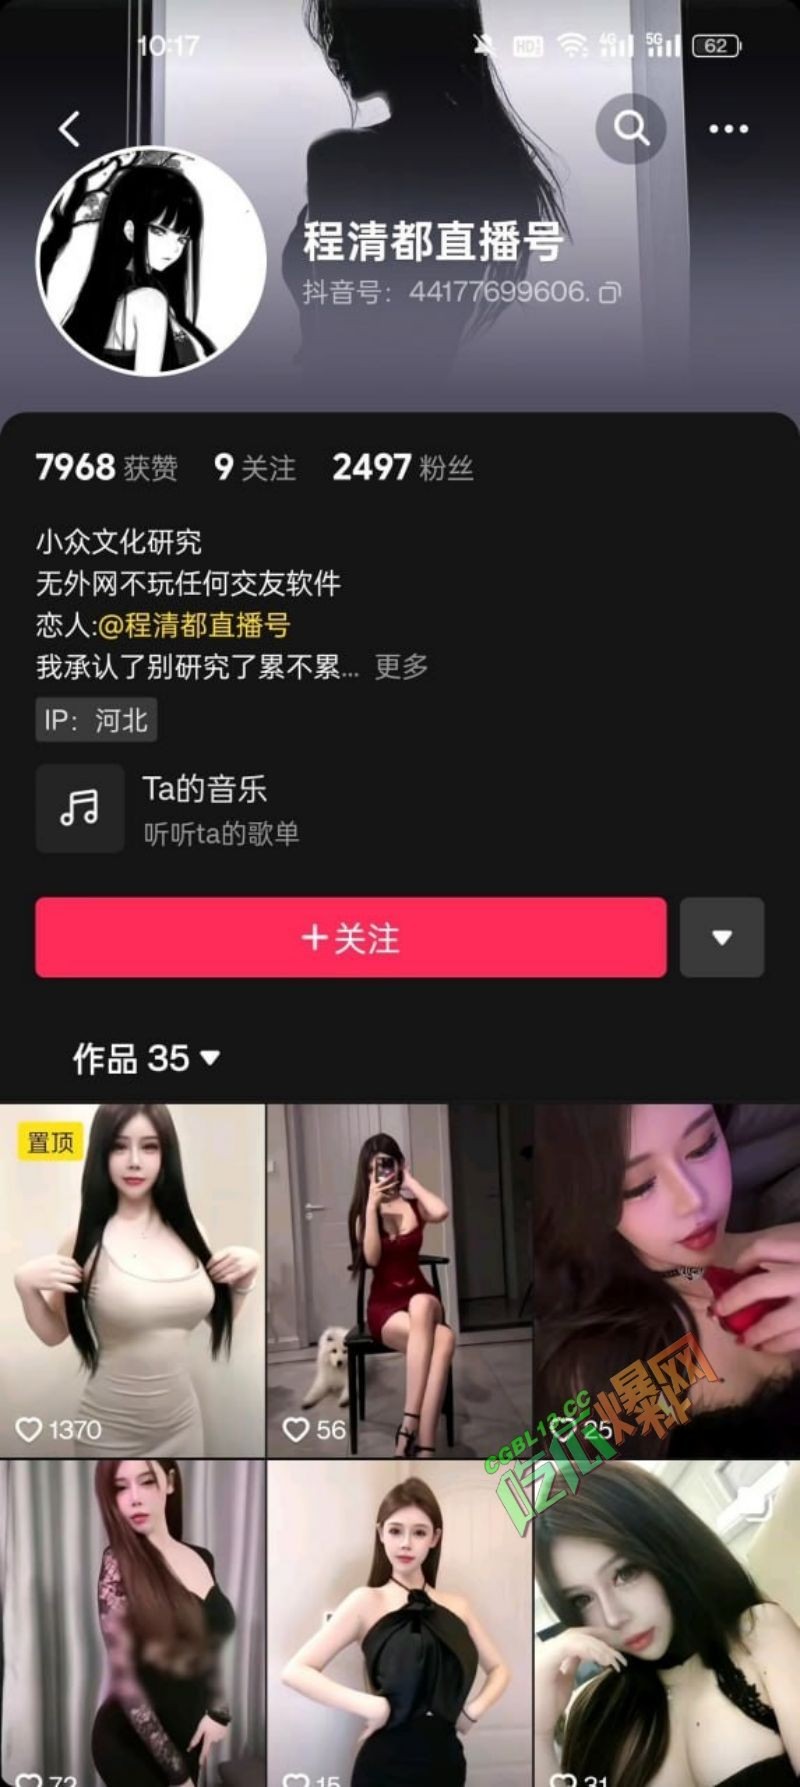 10:17
HD
4G
5G
62
程清都直播号
抖音号：44177699606.
7968 获赞 9 关注 2497 粉丝
小众文化研究
无外网不玩任何交友软件
恋人:@程清都直播号
我承认了别研究了累不累... 更多
IP：河北
Ta的音乐
听听ta的歌单
+关注
作品 35
置顶
1370
56
25
CGBL12.CC
吃瓜爆料网
72
15
31